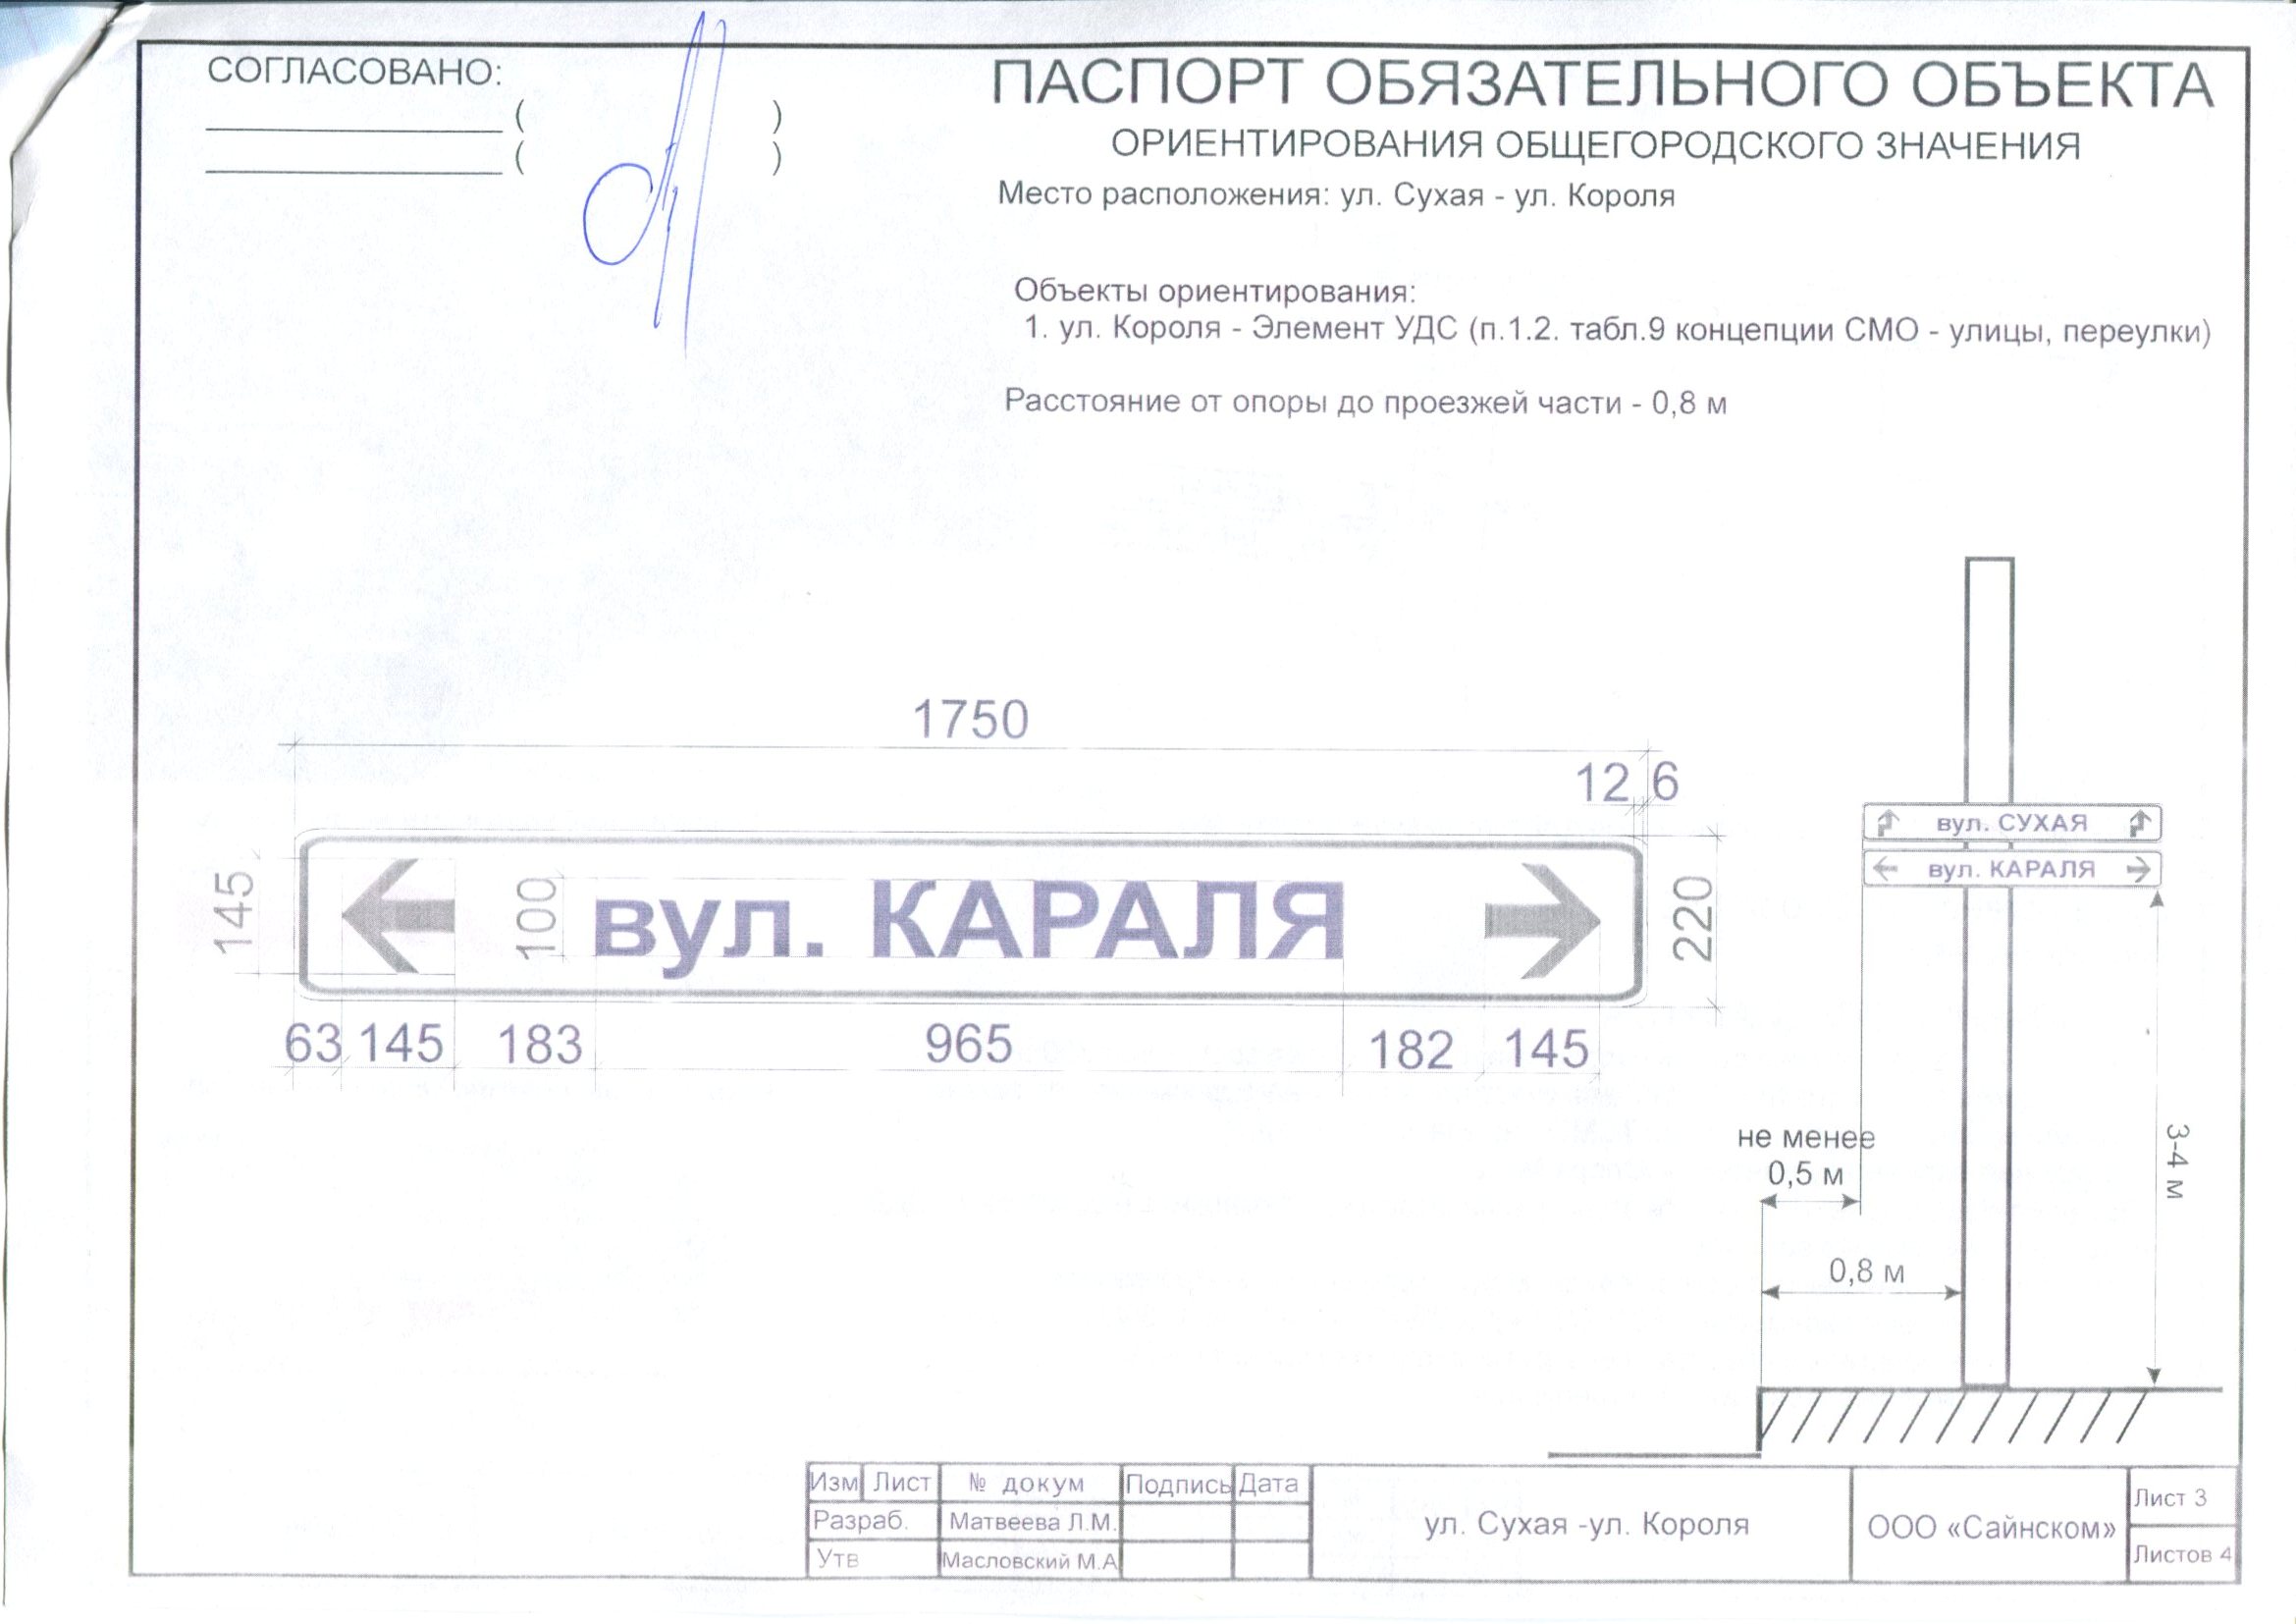 СОГЛАСОВАНО:
( )
( )
ПАСПОРТ ОБЯЗАТЕЛЬНОГО ОБЪЕКТА
ОРИЕНТИРОВАНИЯ ОБЩЕГОРОДСКОГО ЗНАЧЕНИЯ
Место расположения: ул. Сухая - ул. Короля
Объекты ориентирования:
1. ул. Короля - Элемент УДС (п.1.2. табл.9 концепции СМО - улицы, переулки)
Расстояние от опоры до проезжей части - 0,8 м
1750
12 6
145
100
вул. КАРАЛЯ
220
63 145 183 965 182 145
вул. СУХАЯ
вул. КАРАЛЯ
не менее
0,5 м
0,8 м
3-4 м
Изм Лист № докум Подпись Дата
Разраб. Матвеева Л.М.
Утв Масловский М.А
ул. Сухая -ул. Короля
ООО «Сайнском»
Лист 3
Листов 4